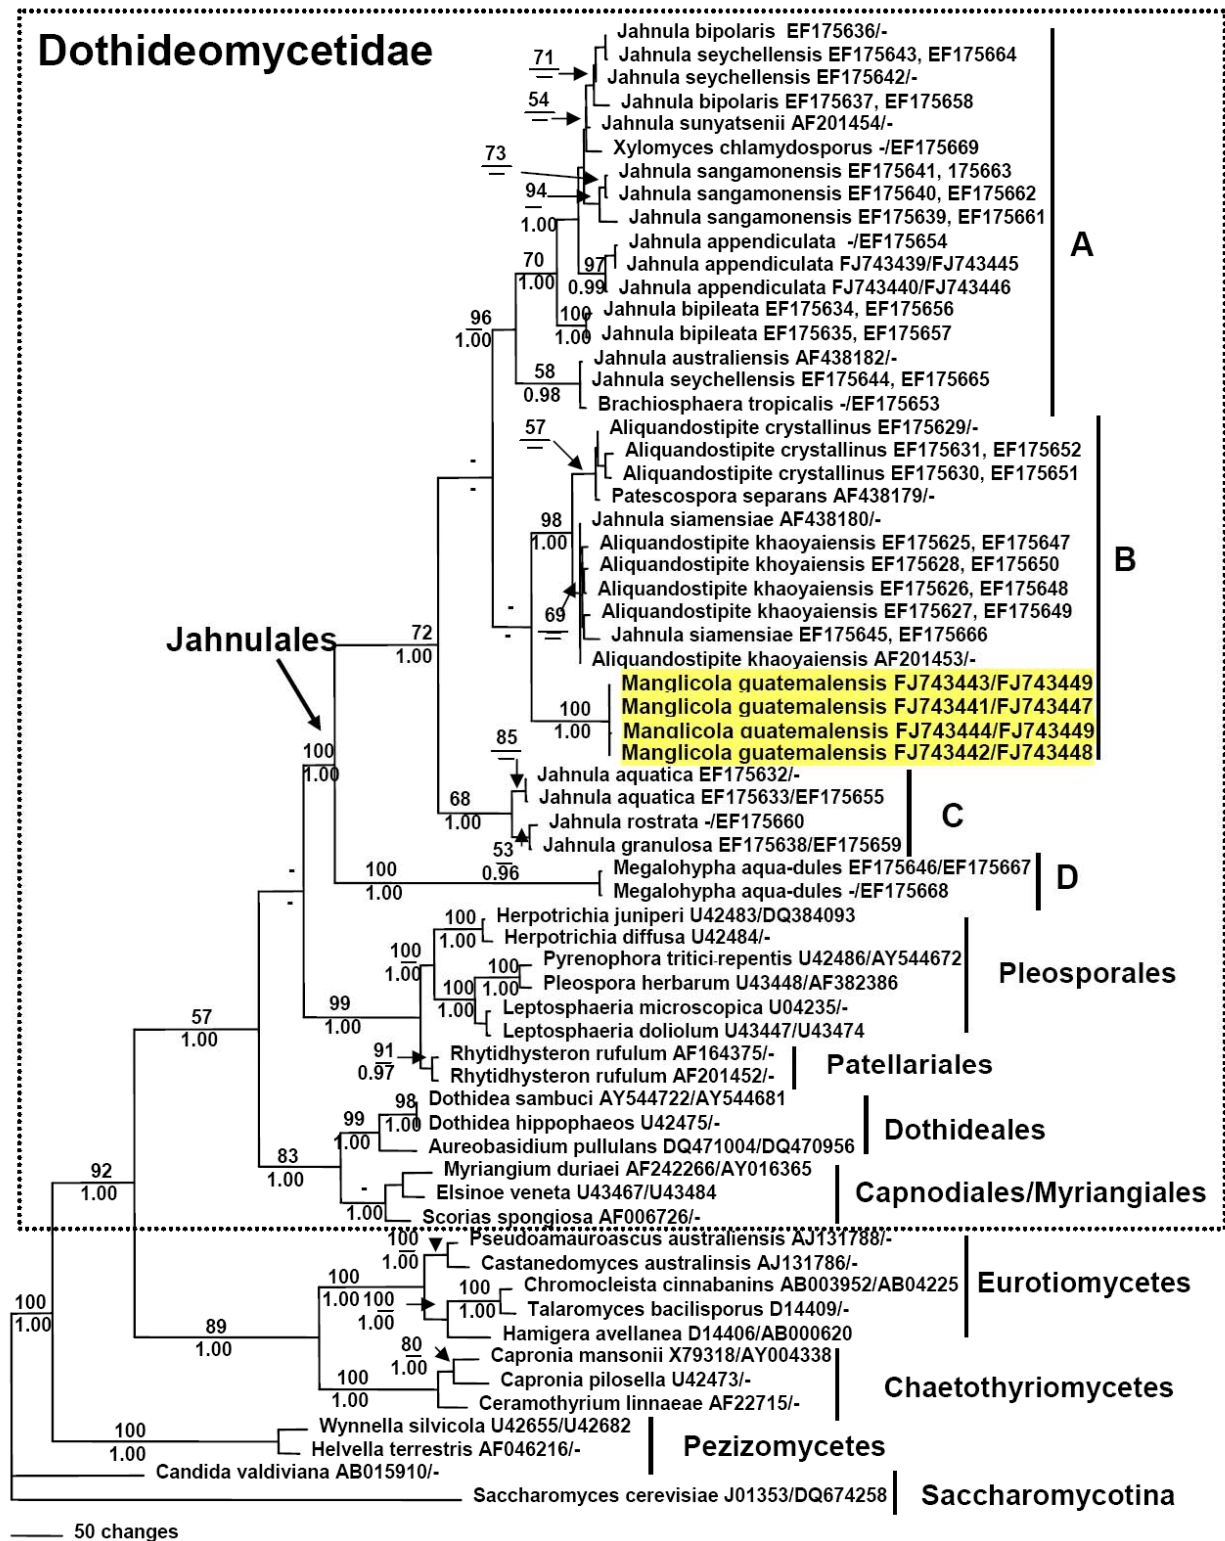 Dothideomycetidae
Jahnula bipolaris EF175636/-
71
Jahnula seychellensis EF175643, EF175664
Jahnula seychellensis EF175642/-
54
Jahnula bipolaris EF175637, EF175658
Jahnula sunyatsenii AF201454/-
Xylomyces chlamydosporus -/EF175669
73
Jahnula sangamonensis EF175641, 175663
94
Jahnula sangamonensis EF175640, EF175662
1.00
Jahnula sangamonensis EF175639, EF175661
A
Jahnula appendiculata -/EF175654
70
97
Jahnula appendiculata FJ743439/FJ743445
1.00
0.99
Jahnula appendiculata FJ743440/FJ743446
96
100
Jahnula bipileata EF175634, EF175656
1.00
1.00
Jahnula bipileata EF175635, EF175657
Jahnula australiensis AF438182/-
58
Jahnula seychellensis EF175644, EF175665
0.98
Brachiosphaera tropicalis -/EF175653
57
Aliquandostipite crystallinus EF175629/-
Aliquandostipite crystallinus EF175631, EF175652
-
-
Aliquandostipite crystallinus EF175630, EF175651
Patescospora separans AF438179/-
98
Jahnula siamensiae AF438180/-
1.00
Aliquandostipite khaoyaiensis EF175625, EF175647
B
Aliquandostipite khoyaiensis EF175628, EF175650
Aliquandostipite khaoyaiensis EF175626, EF175648
-
-
69
Aliquandostipite khaoyaiensis EF175627, EF175649
Jahnulales
72
1.00
Jahnula siamensiae EF175645, EF175666
Aliquandostipite khaoyaiensis AF201453/-
Manglicola guatemalensis FJ743443/FJ743449
100
Manglicola guatemalensis FJ743441/FJ743447
1.00
Manglicola guatemalensis FJ743444/FJ743449
Manglicola guatemalensis FJ743442/FJ743448
100
1.00
85
Jahnula aquatica EF175632/-
68
Jahnula aquatica EF175633/EF175655
1.00
Jahnula rostrata -/EF175660
C
Jahnula granulosa EF175638/EF175659
53
0.96
100
Megalohypha aqua-dules EF175646/EF175667
1.00
Megalohypha aqua-dules -/EF175668
D
-
-
100
Herpotrichia juniperi U42483/DQ384093
1.00
Herpotrichia diffusa U42484/-
100
1.00
100
Pyrenophora tritici-repentis U42486/AY544672
Pleosporales
100
1.00
Pleospora herbarum U43448/AF382386
1.00
99
Leptosphaeria microscopica U04235/-
1.00
Leptosphaeria doliolum U43447/U43474
57
1.00
91
Rhytidhysteron rufulum AF164375/-
Patellariales
0.97
Rhytidhysteron rufulum AF201452/-
98
Dothidea sambuci AY544722/AY544681
99
1.00
Dothidea hippophaeos U42475/-
Dothideales
1.00
Aureobasidium pullulans DQ471004/DQ470956
83
1.00
92
1.00
Myriangium duriaei AF242266/AY016365
-
Elsinoe veneta U43467/U43484
Capnodiales/Myriangiales
1.00
Scorias spongiosa AF006726/-
100
Pseudoamauroascus australiensis AJ131788/-
1.00
Castanedomyces australinsis AJ131786/-
100
Chromocleista cinnabanins AB003952/AB04225
Eurotiomycetes
1.00
100
100
1.00
Talaromyces bacilisporus D14409/-
100
1.00
1.00
89
1.00
Hamigera avellanea D14406/AB000620
80
Capronia mansonii X79318/AY004338
1.00
100
Capronia pilosella U42473/-
Chaetothyriomycetes
1.00
Ceramothyrium linnaeae AF22715/-
100
Wynnella silvicola U42655/U42682
1.00
Helvella terrestris AF046216/-
Pezizomycetes
Candida valdiviana AB015910/-
Saccharomyces cerevisiae J01353/DQ674258
Saccharomycotina
50 changes